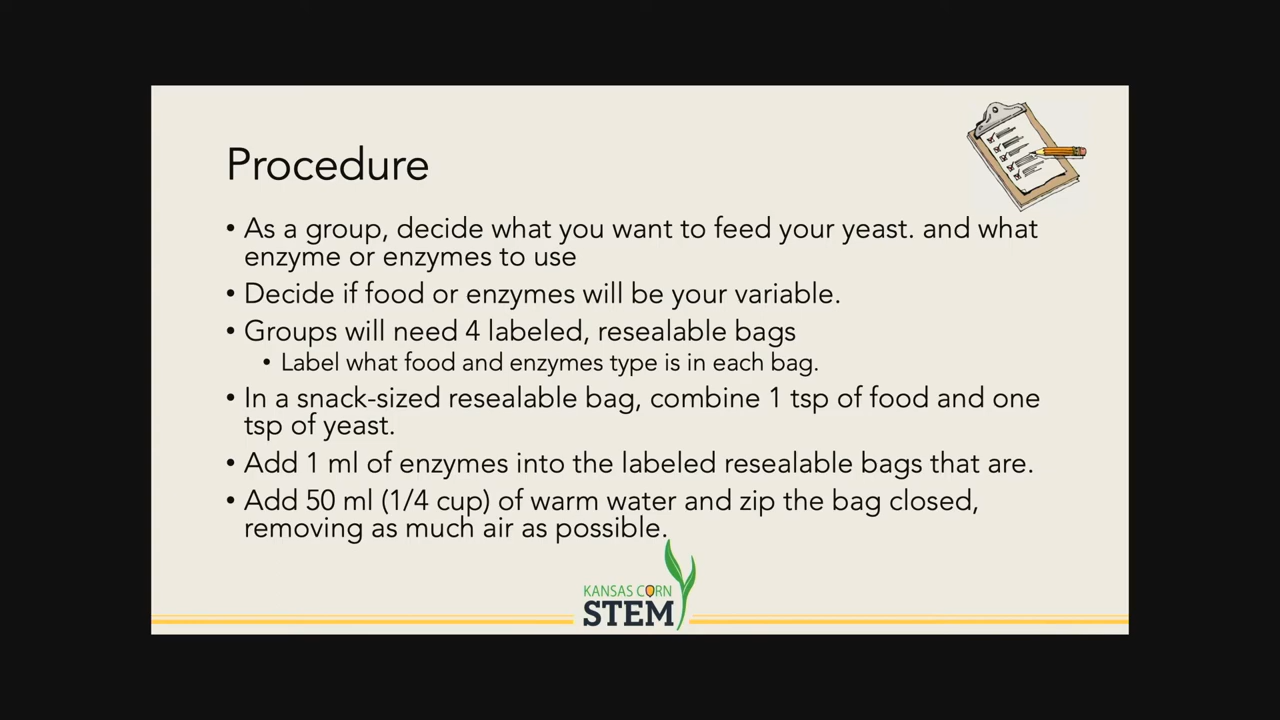 Procedure
• As a group, decide what you want to feed your yeast. and what
enzyme or enzymes to use
• Decide if food or enzymes will be your variable.
• Groups will need 4 labeled, resealable bags
• Label what food and enzymes type is in each bag.
• In a snack-sized resealable bag, combine 1 tsp of food and one
tsp of yeast.
• Add 1 ml of enzymes into the labeled resealable bags that are.
• Add 50 ml (1/4 cup) of warm water and zip the bag closed,
removing as much air as possible.
KANSAS CORN
STEM